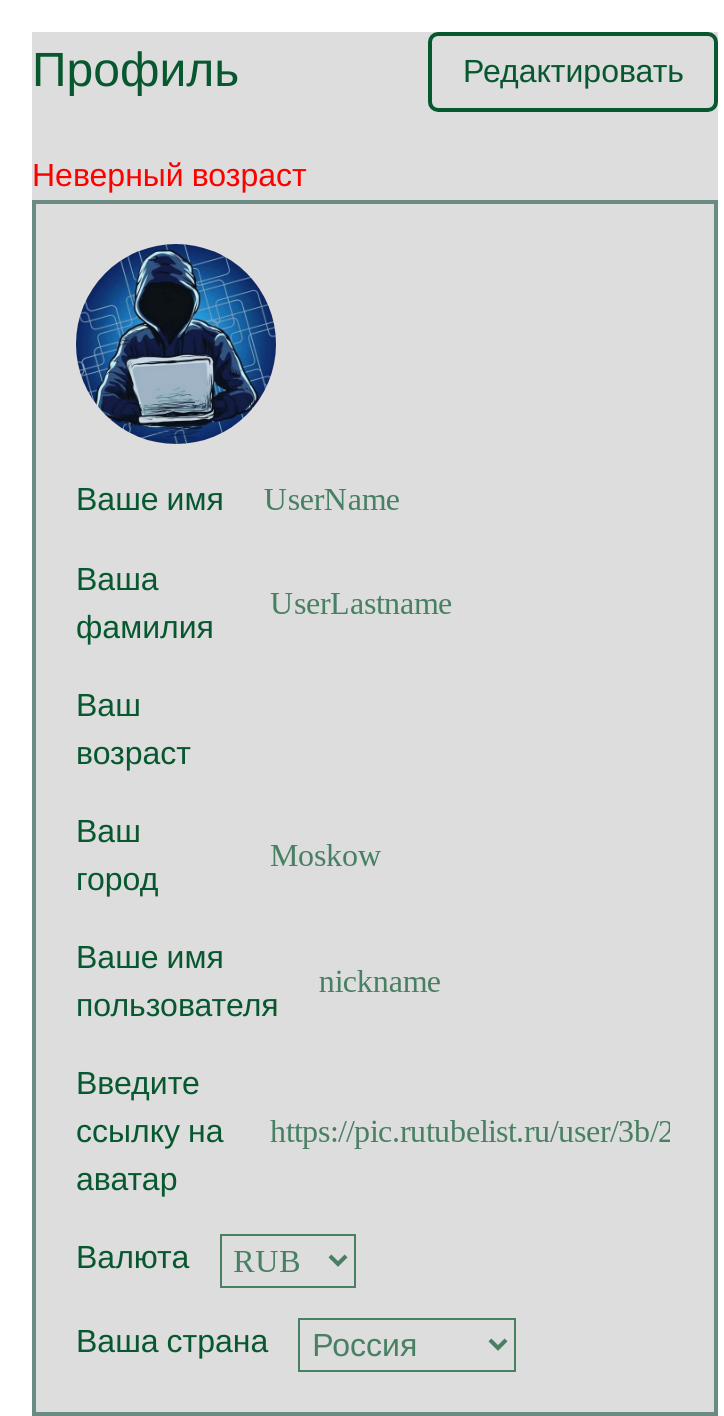 Профиль
Редактировать
Неверный возраст
Ваше имя
UserName
Ваша
фамилия
UserLastname
Ваш
возраст
Ваш
город
Moskow
Ваше имя
пользователя
nickname
Введите
ссылку на
аватар
https://pic.rutubelist.ru/user/3b/2
Валюта
RUB
Ваша страна
Россия